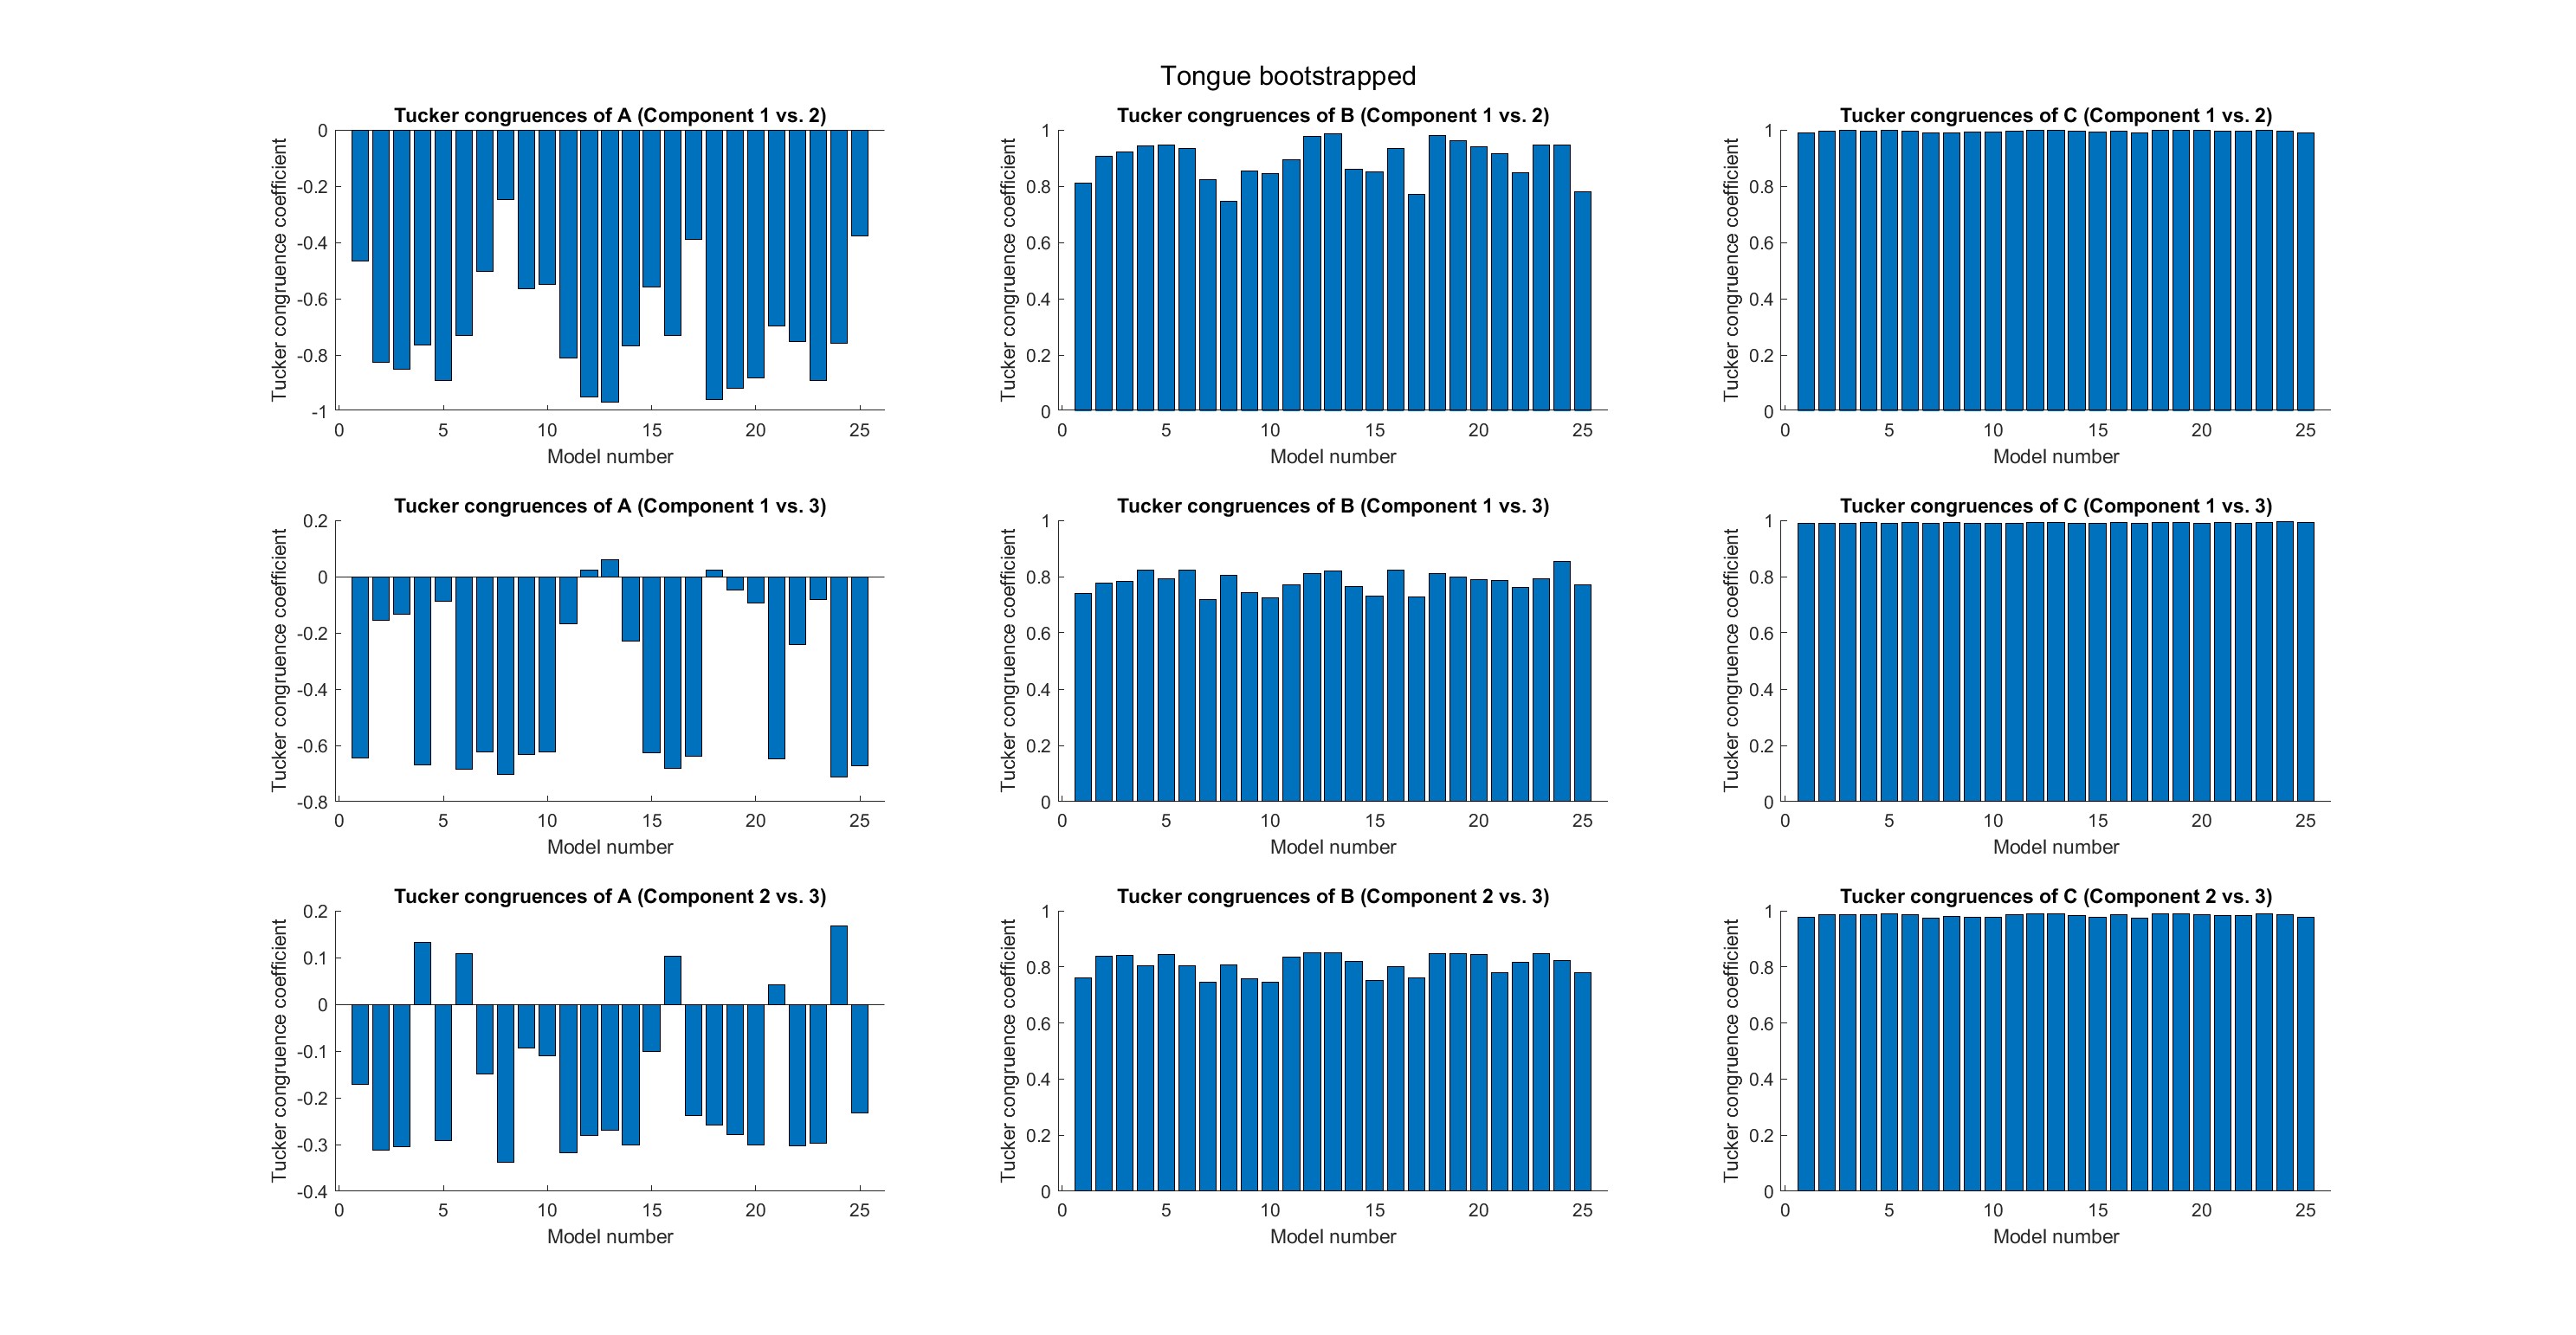 Tongue bootstrapped
Tucker congruences of A (Component 1 vs. 2)
Tucker congruence coefficient
0
-0.2
-0.4
-0.6
-0.8
-1
0 5 10 15 20 25
Model number
Tucker congruences of B (Component 1 vs. 2)
Tucker congruence coefficient
1
0.8
0.6
0.4
0.2
0
0 5 10 15 20 25
Model number
Tucker congruences of C (Component 1 vs. 2)
Tucker congruence coefficient
1
0.8
0.6
0.4
0.2
0
0 5 10 15 20 25
Model number
Tucker congruences of A (Component 1 vs. 3)
Tucker congruence coefficient
0.2
0
-0.2
-0.4
-0.6
-0.8
0 5 10 15 20 25
Model number
Tucker congruences of B (Component 1 vs. 3)
Tucker congruence coefficient
1
0.8
0.6
0.4
0.2
0
0 5 10 15 20 25
Model number
Tucker congruences of C (Component 1 vs. 3)
Tucker congruence coefficient
1
0.8
0.6
0.4
0.2
0
0 5 10 15 20 25
Model number
Tucker congruences of A (Component 2 vs. 3)
Tucker congruence coefficient
0.2
0.1
0
-0.1
-0.2
-0.3
-0.4
0 5 10 15 20 25
Model number
Tucker congruences of B (Component 2 vs. 3)
Tucker congruence coefficient
1
0.8
0.6
0.4
0.2
0
0 5 10 15 20 25
Model number
Tucker congruences of C (Component 2 vs. 3)
Tucker congruence coefficient
1
0.8
0.6
0.4
0.2
0
0 5 10 15 20 25
Model number